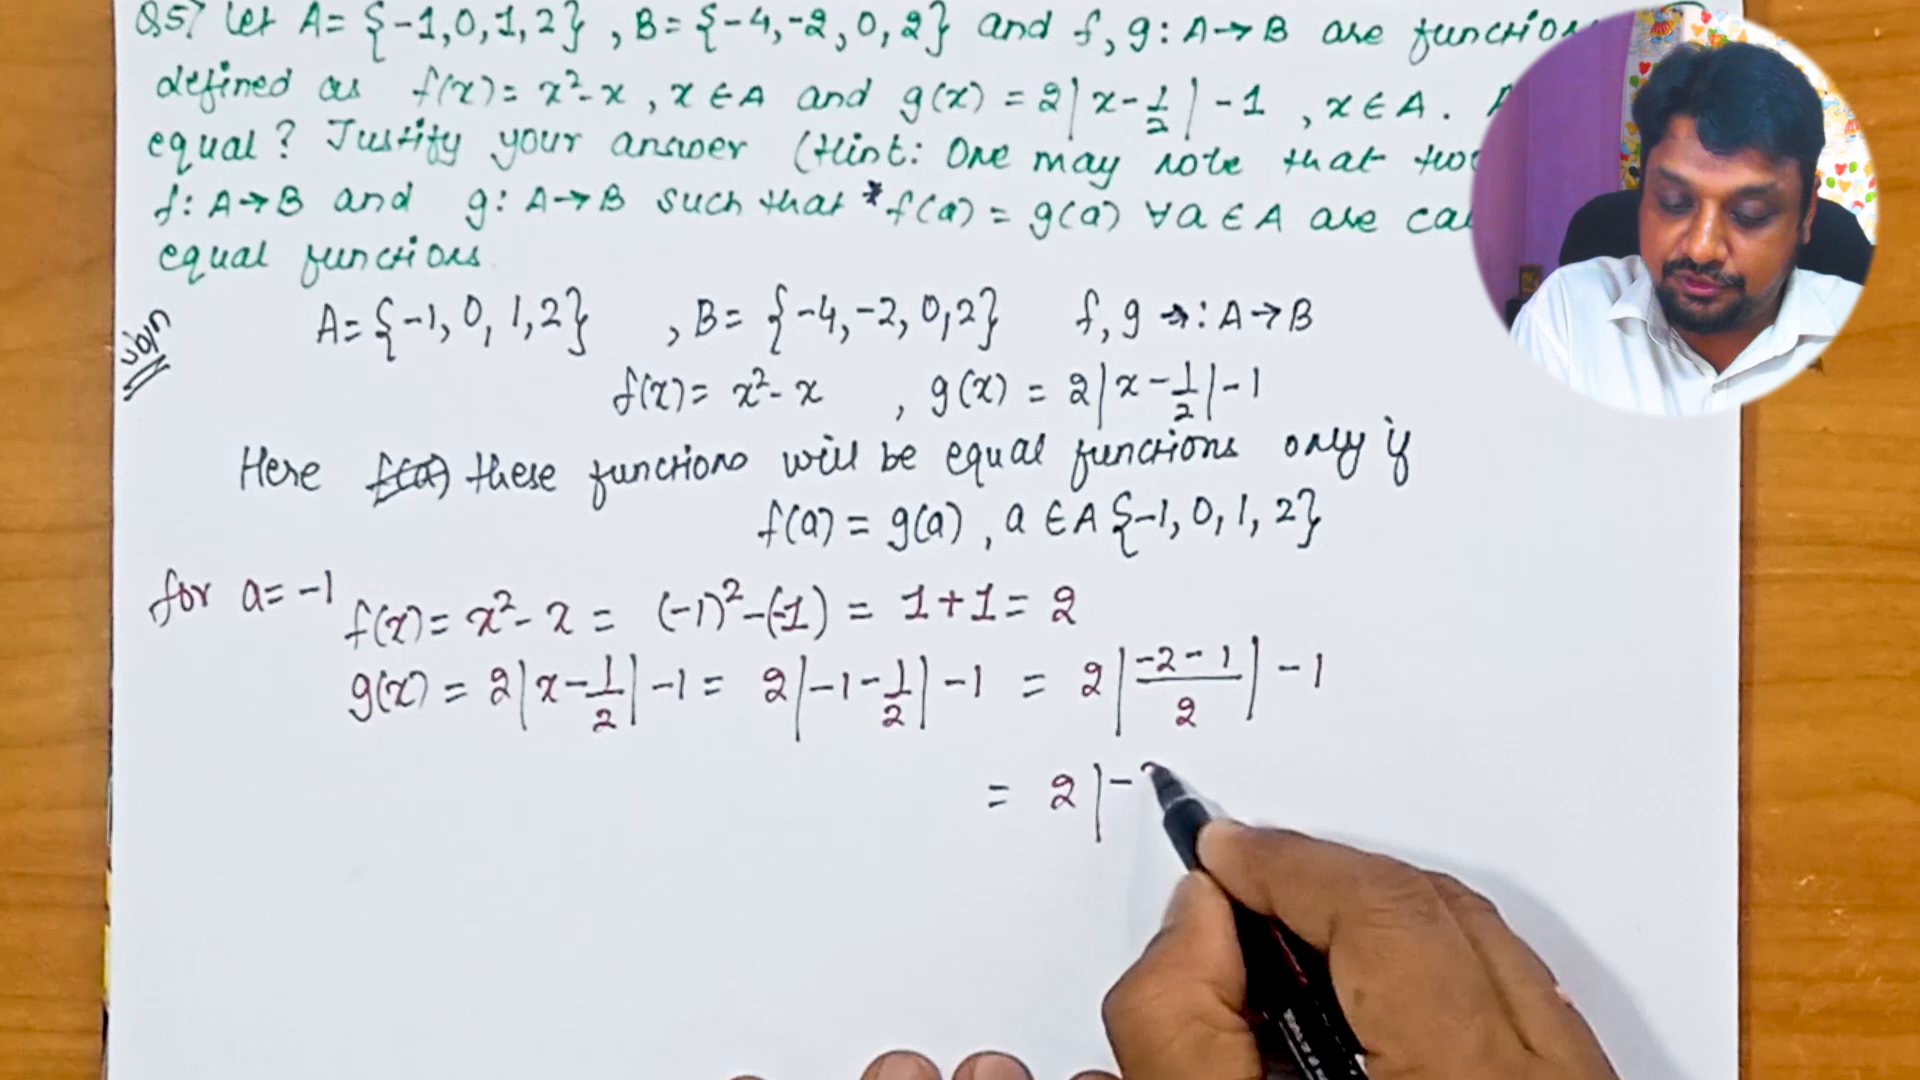 Q5> Let A= {-1,0,1,2} , B= {-4,-2,0,2} and f,g: A→B are
defined as f(x)= x²-x , x∈A and g(x) = 2|x-1/2| -1 , x∈A.
equal? Justify your answer (Hint: One may note that
f: A→B and g: A→B such that *f(a) = g(a) ∀a∈A are
equal functions
Soln A= {-1, 0, 1, 2} , B= {-4, -2, 0, 2} f, g : A→B
f(x)= x²- x , g(x) = 2|x-1/2|-1
Here these functions will be equal functions only if
f(a) = g(a) , a ∈ A {-1, 0, 1, 2}
for a= -1
f(x)= x²- x = (-1)²-(-1) = 1+1= 2
g(x) = 2|x-1/2| -1 = 2|-1-1/2| -1 = 2|(-2-1)/2| -1
= 2|-